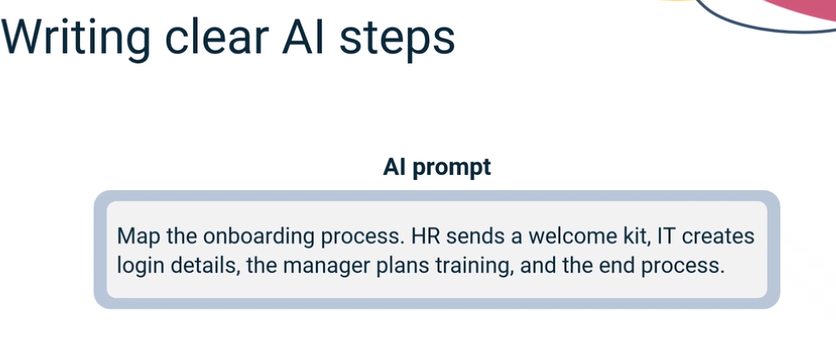 Writing clear AI steps
AI prompt
Map the onboarding process. HR sends a welcome kit, IT creates
login details, the manager plans training, and the end process.